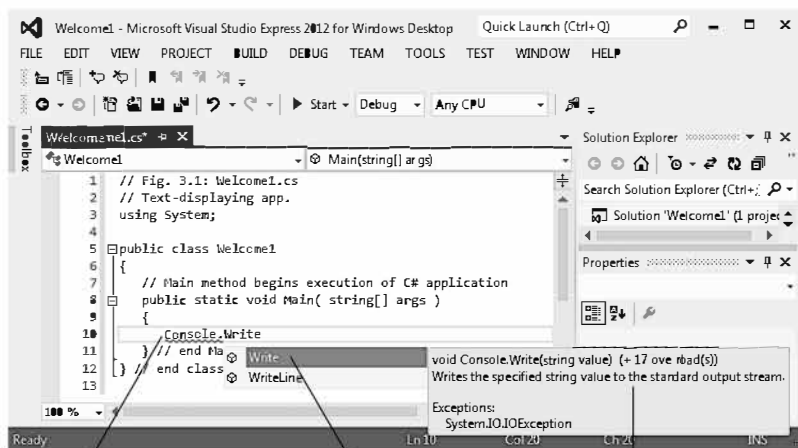 Welcome1 - Microsoft Visual Studio Express 2012 for Windows Desktop
Quick Launch (Ctrl+Q)
FILE EDIT VIEW PROJECT BUILD DEBUG TEAM TOOLS TEST WINDOW HELP
Start Debug Any CPU
Toolbox
Welcome1.cs*
Welcome1
Main(string[] args)
1 // Fig. 3.1: Welcome1.cs
2 // Text-displaying app.
3 using System;
4
5 public class Welcome1
6 {
7 // Main method begins execution of C# application
8 public static void Main( string[] args )
9 {
10 Console.Write
11 } // end Ma
12 } // end class
13
Write
WriteLine
void Console.Write(string value) (+ 17 overload(s))
Writes the specified string value to the standard output stream.
Exceptions:
System.IO.IOException
Solution Explorer
Search Solution Explorer (Ctrl+;
Solution 'Welcome1' (1 projec
Properties
100 %
Ready
Ln 10
Col 20
Ch 20
INS